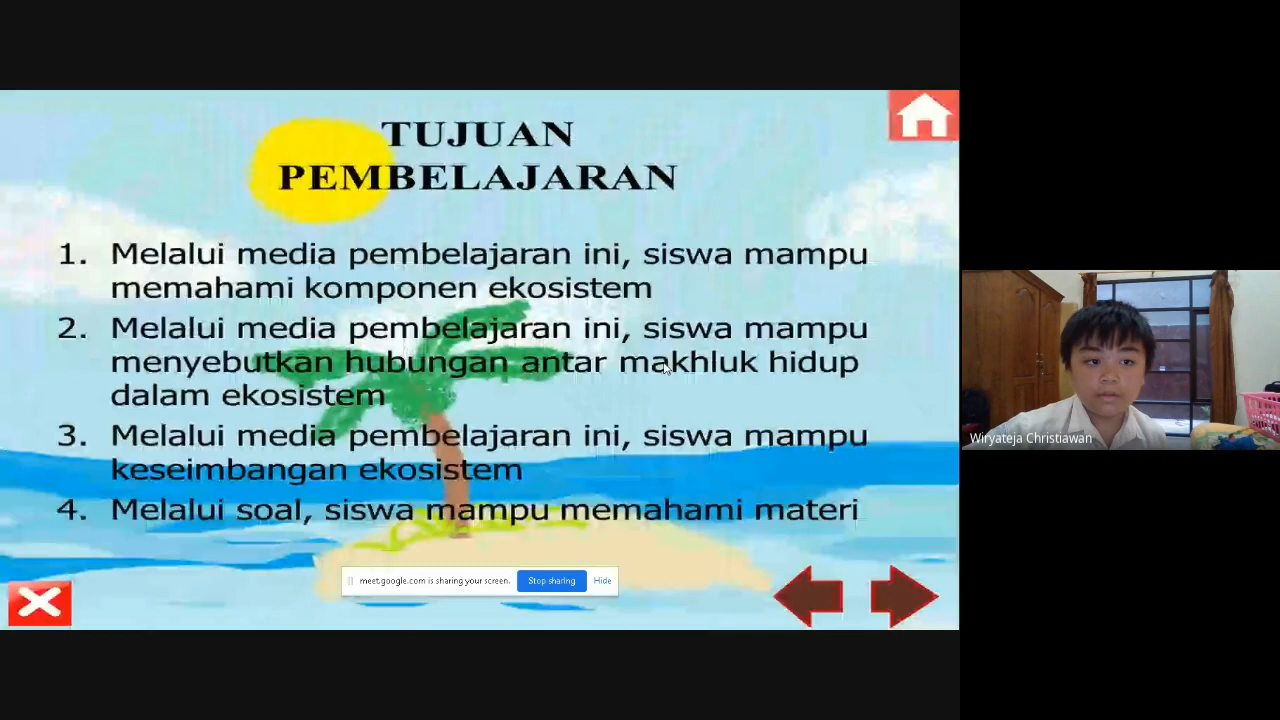 TUJUAN
PEMBELAJARAN
1. Melalui media pembelajaran ini, siswa mampu
memahami komponen ekosistem
2. Melalui media pembelajaran ini, siswa mampu
menyebutkan hubungan antar makhluk hidup
dalam ekosistem
3. Melalui media pembelajaran ini, siswa mampu
keseimbangan ekosistem
4. Melalui soal, siswa mampu memahami materi
meet.google.com is sharing your screen. Stop sharing Hide
Wiryateja Christiawan